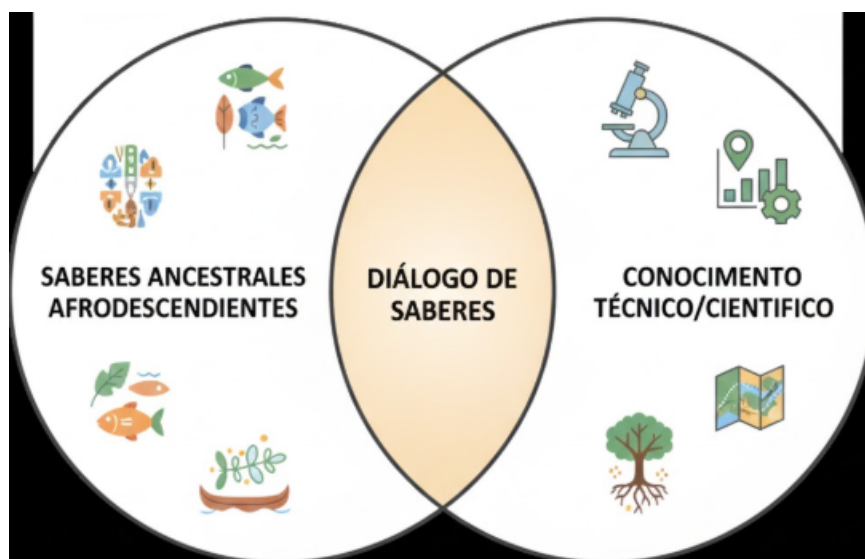 SABERES ANCESTRALES
AFRODESCENDIENTES
DIÁLOGO DE
SABERES
CONOCIMENTO
TÉCNICO/CIENTIFICO